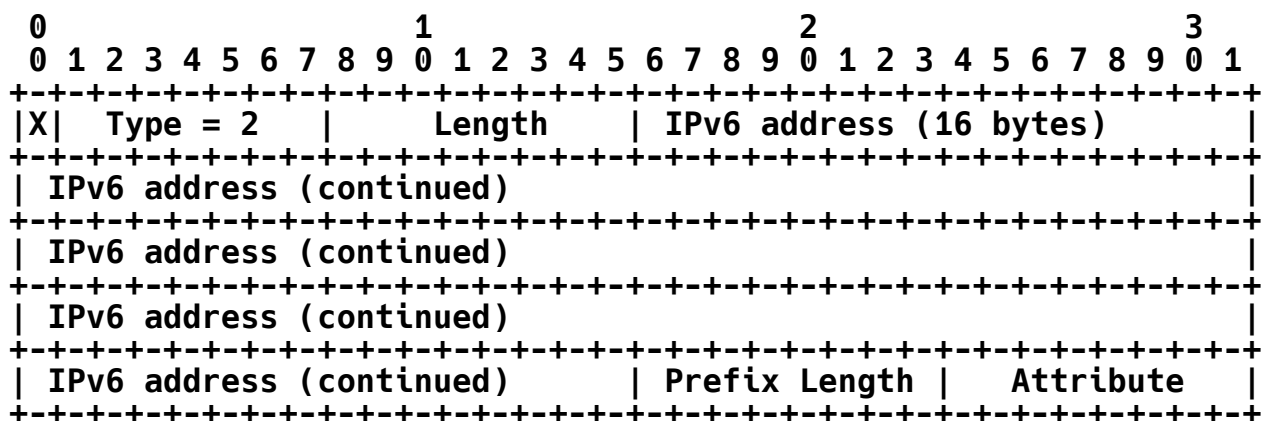 0                   1                   2                   3
 0 1 2 3 4 5 6 7 8 9 0 1 2 3 4 5 6 7 8 9 0 1 2 3 4 5 6 7 8 9 0 1
+-+-+-+-+-+-+-+-+-+-+-+-+-+-+-+-+-+-+-+-+-+-+-+-+-+-+-+-+-+-+-+-+
|X|  Type = 2   |     Length    | IPv6 address (16 bytes)       |
+-+-+-+-+-+-+-+-+-+-+-+-+-+-+-+-+-+-+-+-+-+-+-+-+-+-+-+-+-+-+-+-+
| IPv6 address (continued)                                      |
+-+-+-+-+-+-+-+-+-+-+-+-+-+-+-+-+-+-+-+-+-+-+-+-+-+-+-+-+-+-+-+-+
| IPv6 address (continued)                                      |
+-+-+-+-+-+-+-+-+-+-+-+-+-+-+-+-+-+-+-+-+-+-+-+-+-+-+-+-+-+-+-+-+
| IPv6 address (continued)                                      |
+-+-+-+-+-+-+-+-+-+-+-+-+-+-+-+-+-+-+-+-+-+-+-+-+-+-+-+-+-+-+-+-+
| IPv6 address (continued)      | Prefix Length |   Attribute   |
+-+-+-+-+-+-+-+-+-+-+-+-+-+-+-+-+-+-+-+-+-+-+-+-+-+-+-+-+-+-+-+-+